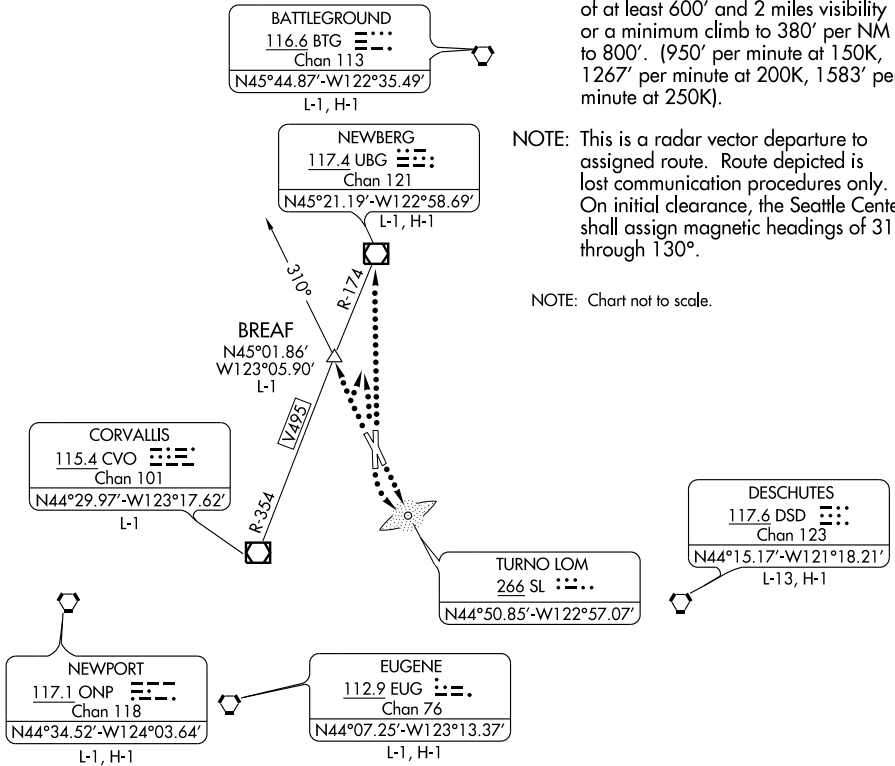 BATTLEGROUND
116.6 BTG
Chan 113
N45°44.87’-W122°35.49’
L-1, H-1
of at least 600’ and 2 miles visibility
or a minimum climb to 380’ per NM
to 800’. (950’ per minute at 150K,
1267’ per minute at 200K, 1583’ pe
minute at 250K).
NEWBERG
117.4 UBG
Chan 121
N45°21.19’-W122°58.69’
L-1, H-1
NOTE: This is a radar vector departure to
assigned route. Route depicted is
lost communication procedures only.
On initial clearance, the Seattle Cente
shall assign magnetic headings of 31
through 130°.
NOTE: Chart not to scale.
310°
R-174
BREAF
N45°01.86’
W123°05.90’
L-1
V495
R-354
CORVALLIS
115.4 CVO
Chan 101
N44°29.97’-W123°17.62’
L-1
TURNO LOM
266 SL
N44°50.85’-W122°57.07’
DESCHUTES
117.6 DSD
Chan 123
N44°15.17’-W121°18.21’
L-13, H-1
NEWPORT
117.1 ONP
Chan 118
N44°34.52’-W124°03.64’
L-1, H-1
EUGENE
112.9 EUG
Chan 76
N44°07.25’-W123°13.37’
L-1, H-1